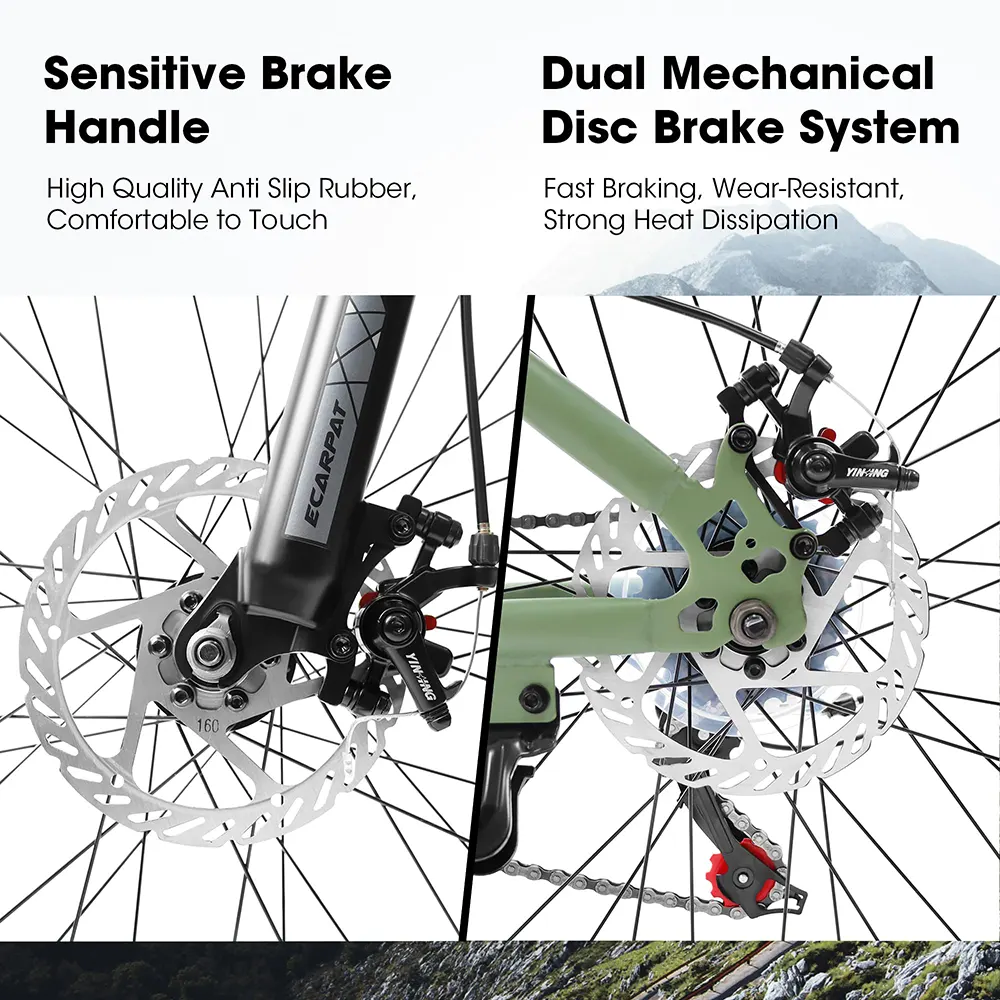 Sensitive Brake
Handle
High Quality Anti Slip Rubber,
Comfortable to Touch
Dual Mechanical
Disc Brake System
Fast Braking, Wear-Resistant,
Strong Heat Dissipation
ECARPAT
YINXING
160
YINXING